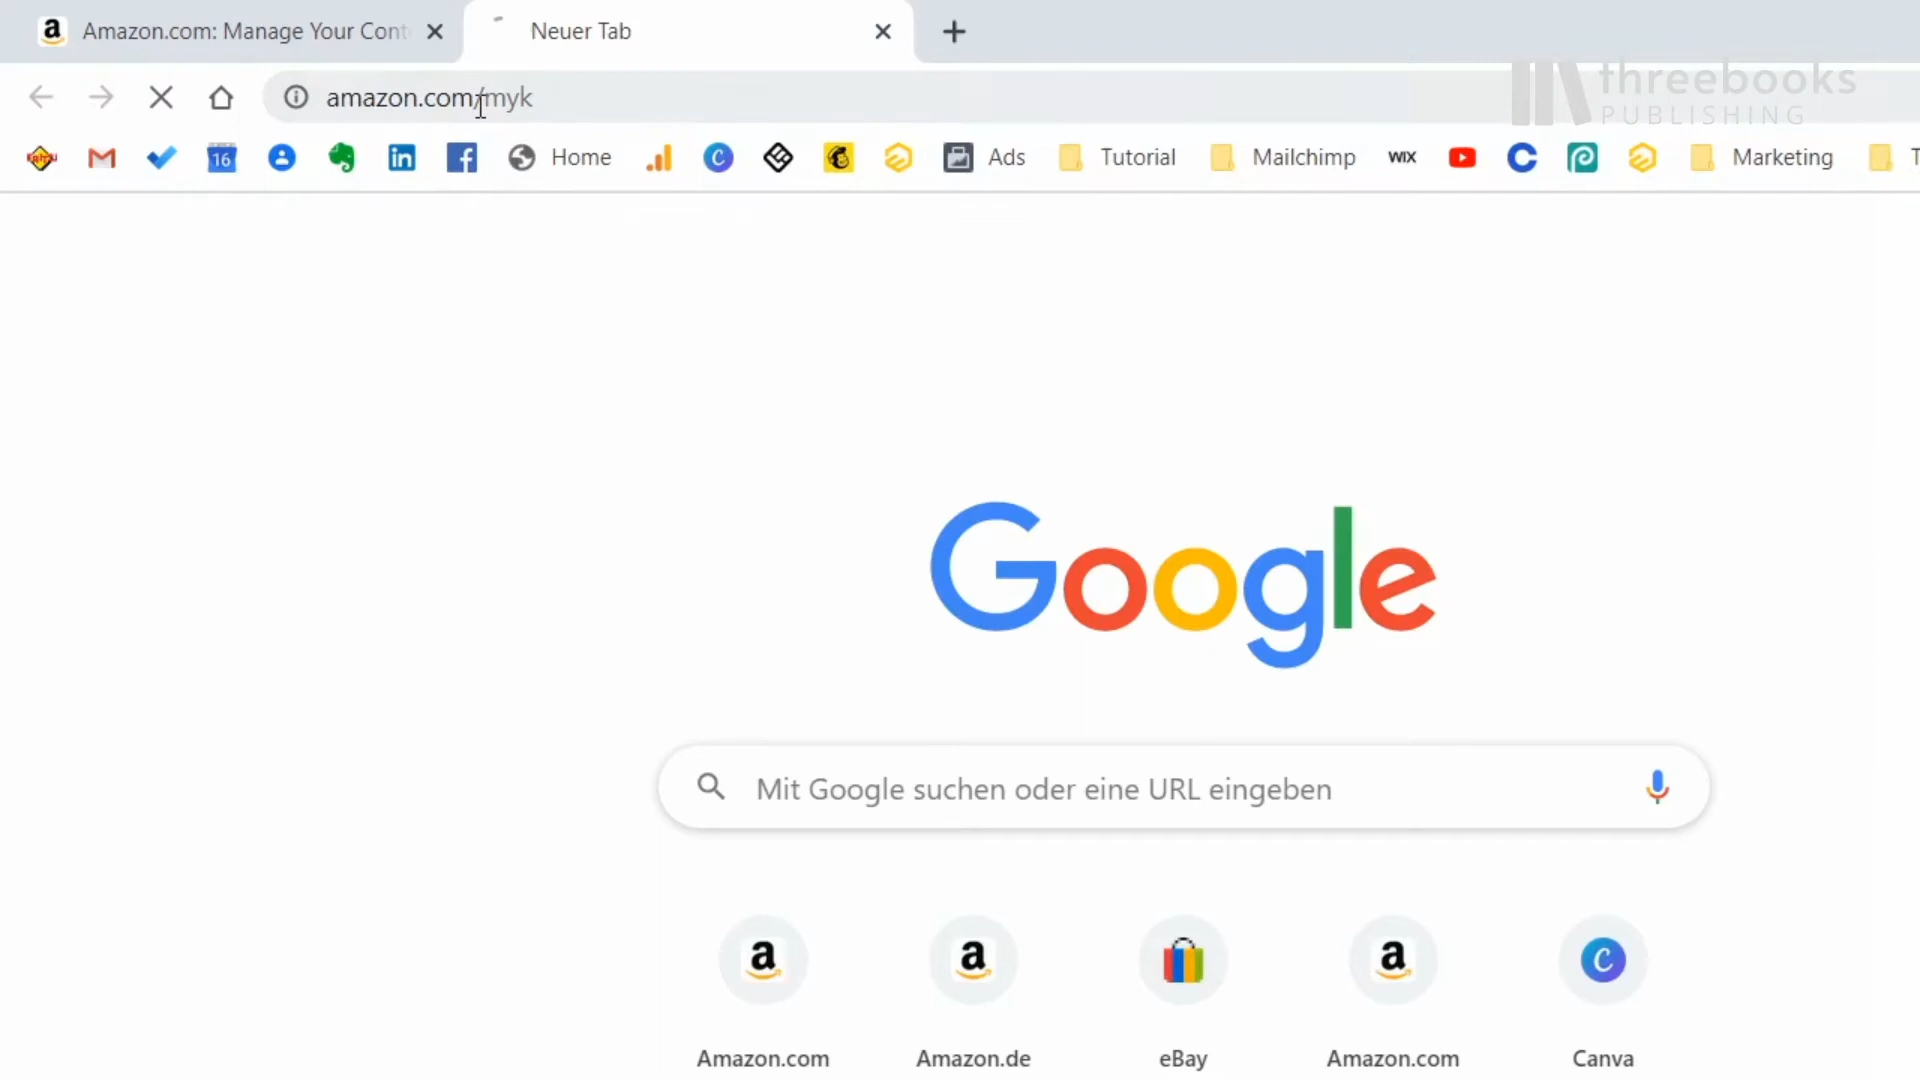 Amazon.com: Manage Your Cont
Neuer Tab
amazon.com/myk
threebooks
PUBLISHING
16
Home
Ads
Tutorial
Mailchimp
WIX
Marketing
T
Google
Mit Google suchen oder eine URL eingeben
Amazon.com
Amazon.de
eBay
Amazon.com
Canva